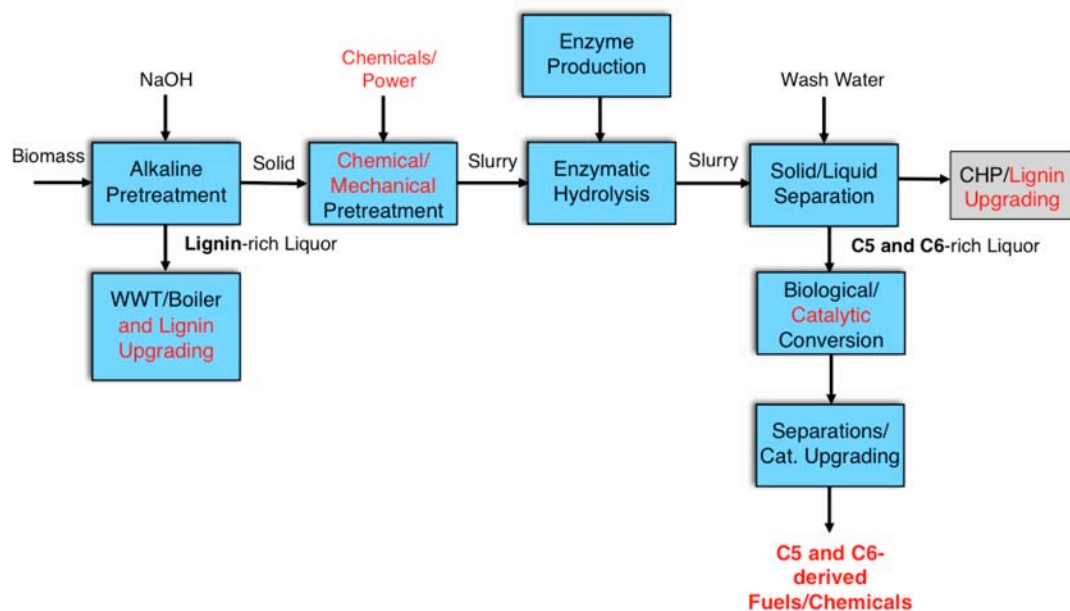 NaOH
Biomass
Alkaline
Pretreatment
Lignin-rich Liquor
WWT/Boiler
and Lignin
Upgrading
Solid
Chemicals/
Power
Chemical/
Mechanical
Pretreatment
Slurry
Enzyme
Production
Enzymatic
Hydrolysis
Slurry
Wash Water
Solid/Liquid
Separation
CHP/Lignin
Upgrading
C5 and C6-rich Liquor
Biological/
Catalytic
Conversion
Separations/
Cat. Upgrading
C5 and C6-
derived
Fuels/Chemicals